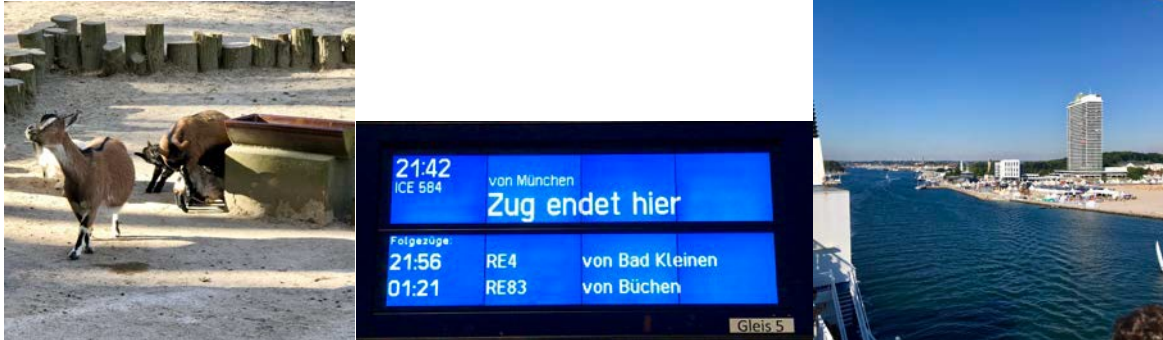 21:42
ICE 584
von München
Zug endet hier
Folgezüge:
21:56 RE4 von Bad Kleinen
01:21 RE83 von Büchen
Gleis 5